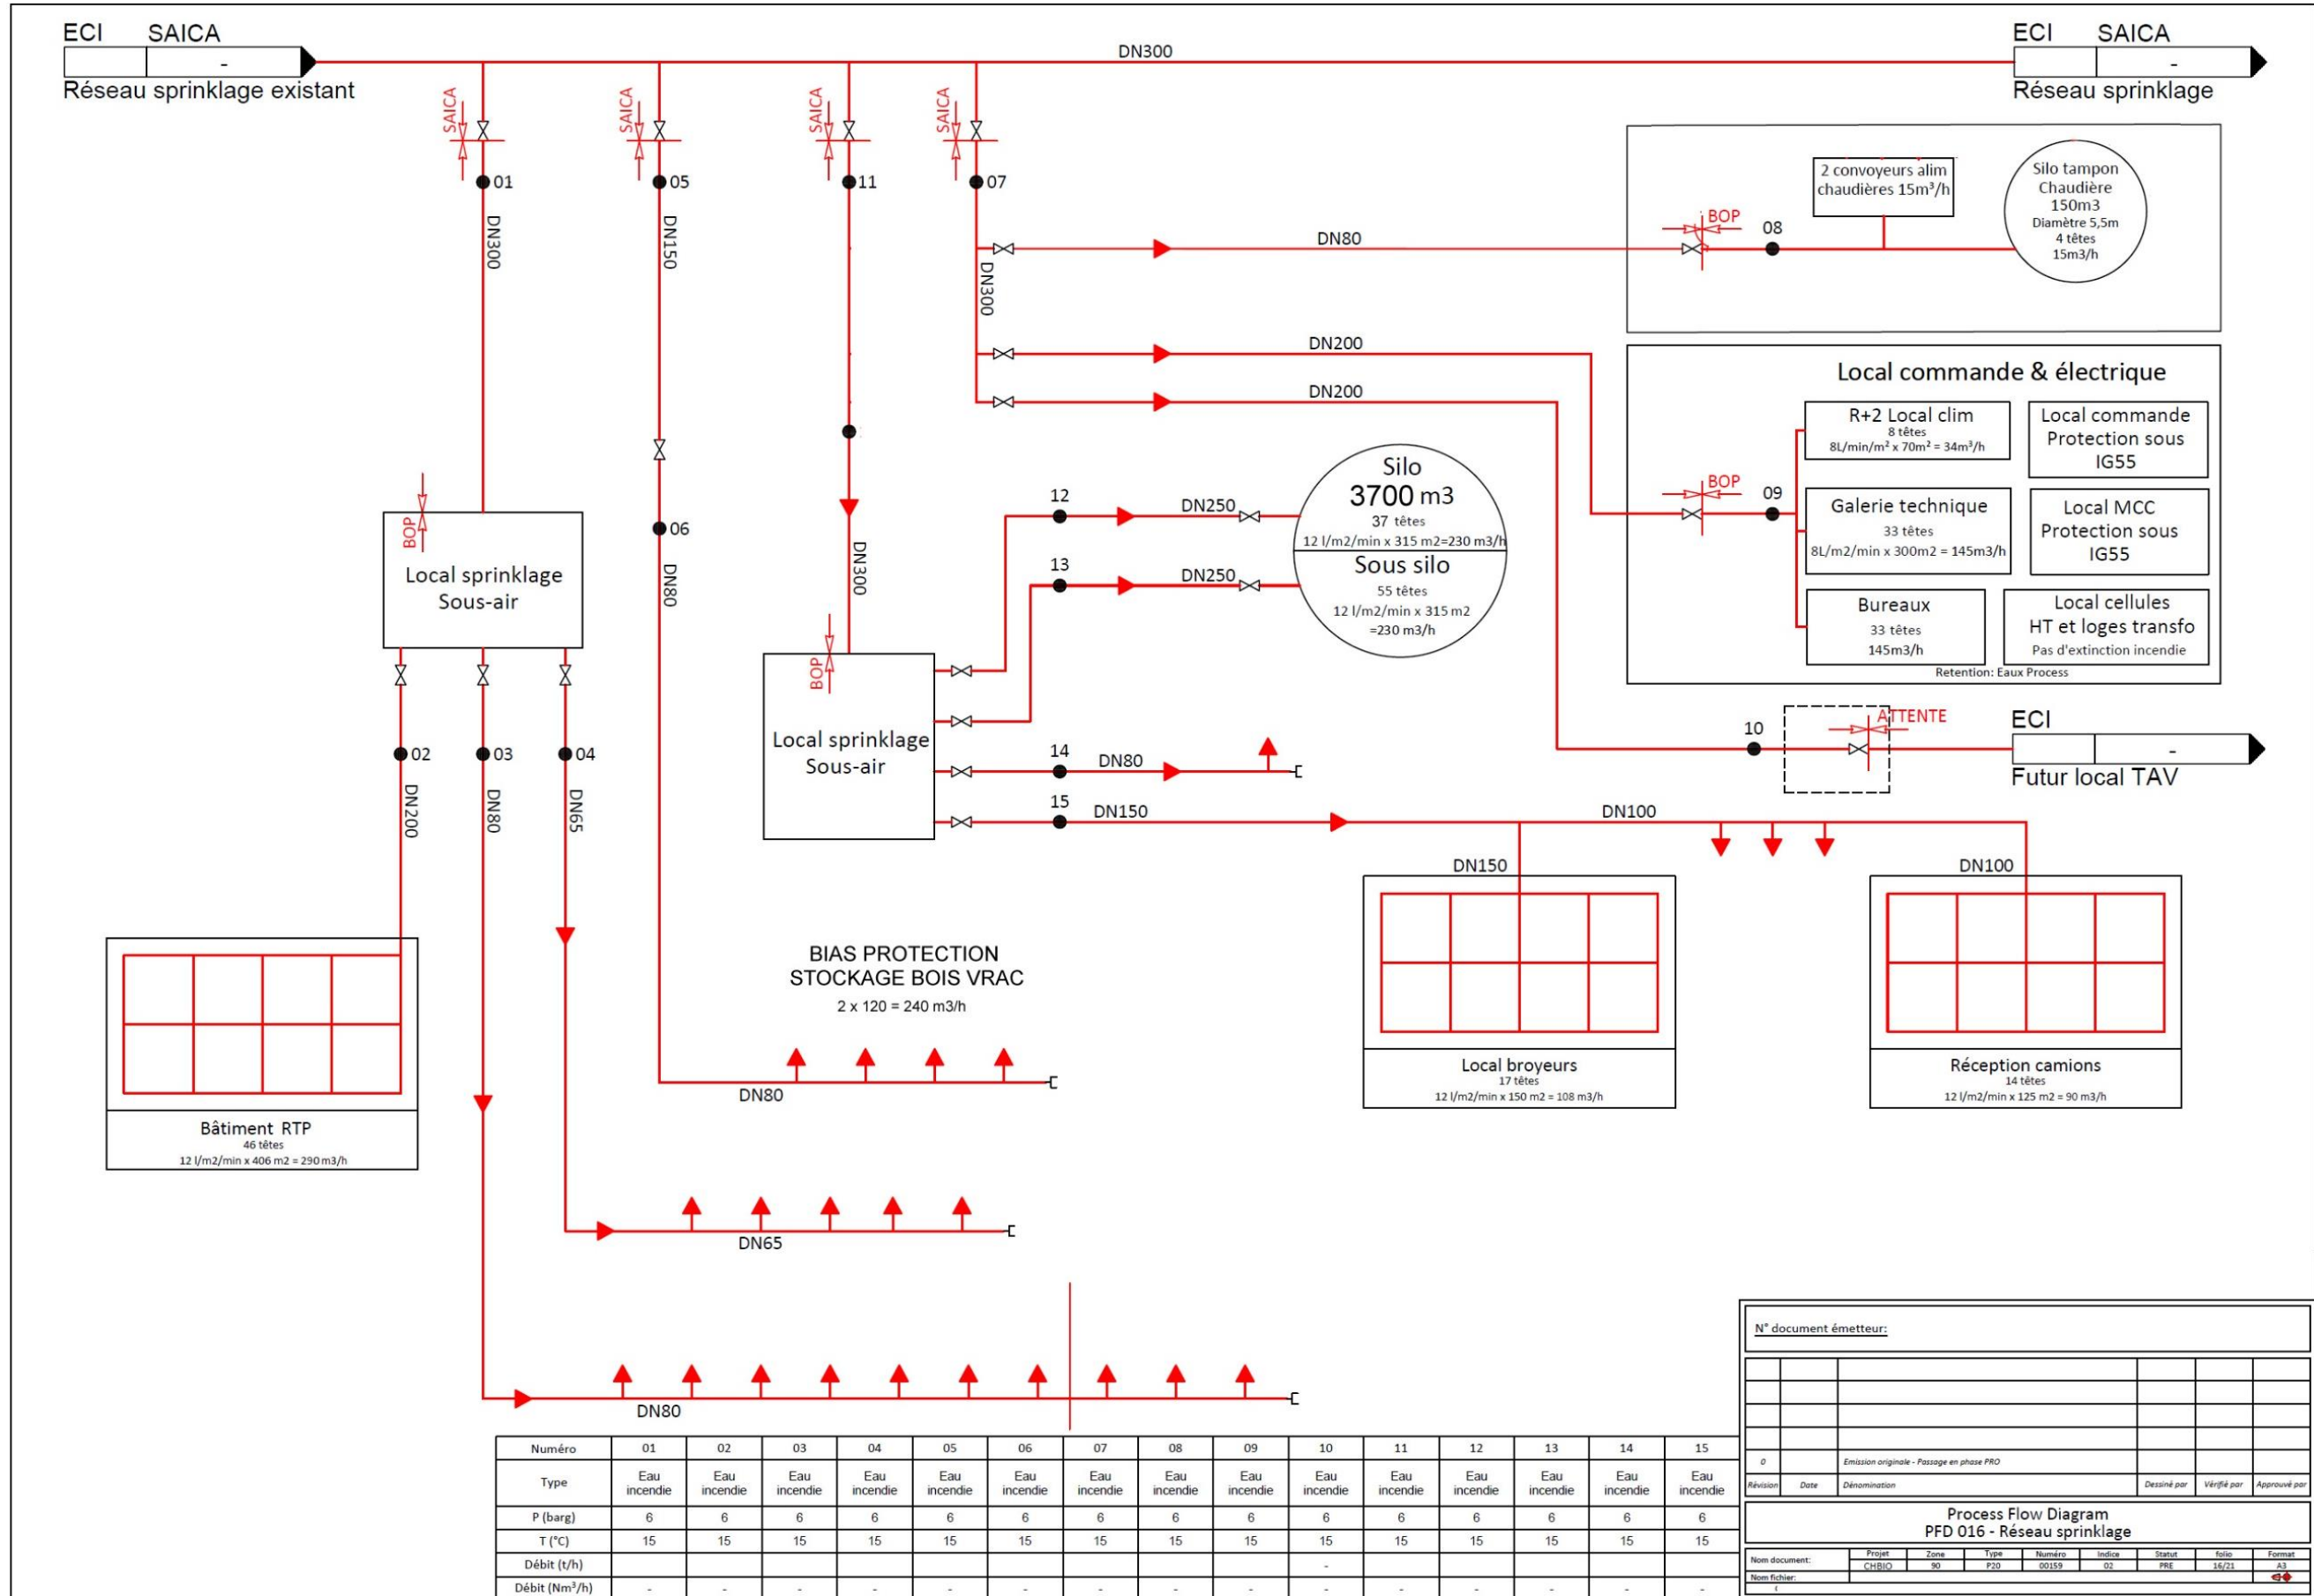 ECI SAICA
-
Réseau sprinklage existant
DN300
ECI SAICA
-
Réseau sprinklage
SAICA
SAICA
SAICA
SAICA
01
05
11
07
DN300
DN150
DN300
DN80
BOP
08
2 convoyeurs alim
chaudières 15m³/h
Silo tampon
Chaudière
150m3
Diamètre 5,5m
4 têtes
15m3/h
DN200
DN200
Local commande & électrique
R+2 Local clim
8 têtes
8L/min/m² x 70m² = 34m³/h
Local commande
Protection sous
IG55
BOP
09
Galerie technique
33 têtes
8L/m2/min x 300m2 = 145m3/h
Local MCC
Protection sous
IG55
Bureaux
33 têtes
145m3/h
Local cellules
HT et loges transfo
Pas d'extinction incendie
Retention: Eaux Process
BOP
Local sprinklage
Sous-air
06
DN80
DN300
12
DN250
13
DN250
Silo
3700 m3
37 têtes
12 l/m2/min x 315 m2=230 m3/h
Sous silo
55 têtes
12 l/m2/min x 315 m2
=230 m3/h
BOP
Local sprinklage
Sous-air
14
DN80
15
DN150
DN100
10
ATTENTE
ECI
-
Futur local TAV
02
03
04
DN200
DN80
DN65
DN150
DN100
BIAS PROTECTION
STOCKAGE BOIS VRAC
2 x 120 = 240 m3/h
DN80
Local broyeurs
17 têtes
12 l/m2/min x 150 m2 = 108 m3/h
Réception camions
14 têtes
12 l/m2/min x 125 m2 = 90 m3/h
Bâtiment RTP
46 têtes
12 l/m2/min x 406 m2 = 290 m3/h
DN65
DN80
Numéro 01 02 03 04 05 06 07 08 09 10 11 12 13 14 15
Type Eau incendie Eau incendie Eau incendie Eau incendie Eau incendie Eau incendie Eau incendie Eau incendie Eau incendie Eau incendie Eau incendie Eau incendie Eau incendie Eau incendie Eau incendie
P (barg) 6 6 6 6 6 6 6 6 6 6 6 6 6 6 6
T (°C) 15 15 15 15 15 15 15 15 15 15 15 15 15 15 15
Débit (t/h) -
Débit (Nm³/h) - - - - - - - - - - - - - - -
N° document émetteur:
0 Emission originale - Passage en phase PRO
Révision Date Dénomination Dessiné par Vérifié par Approuvé par
Process Flow Diagram
PFD 016 - Réseau sprinklage
Nom document: Projet Zone Type Numéro Indice Statut folio Format
CHBIO 90 P20 00159 02 PRE 16/21 A3
Nom fichier: